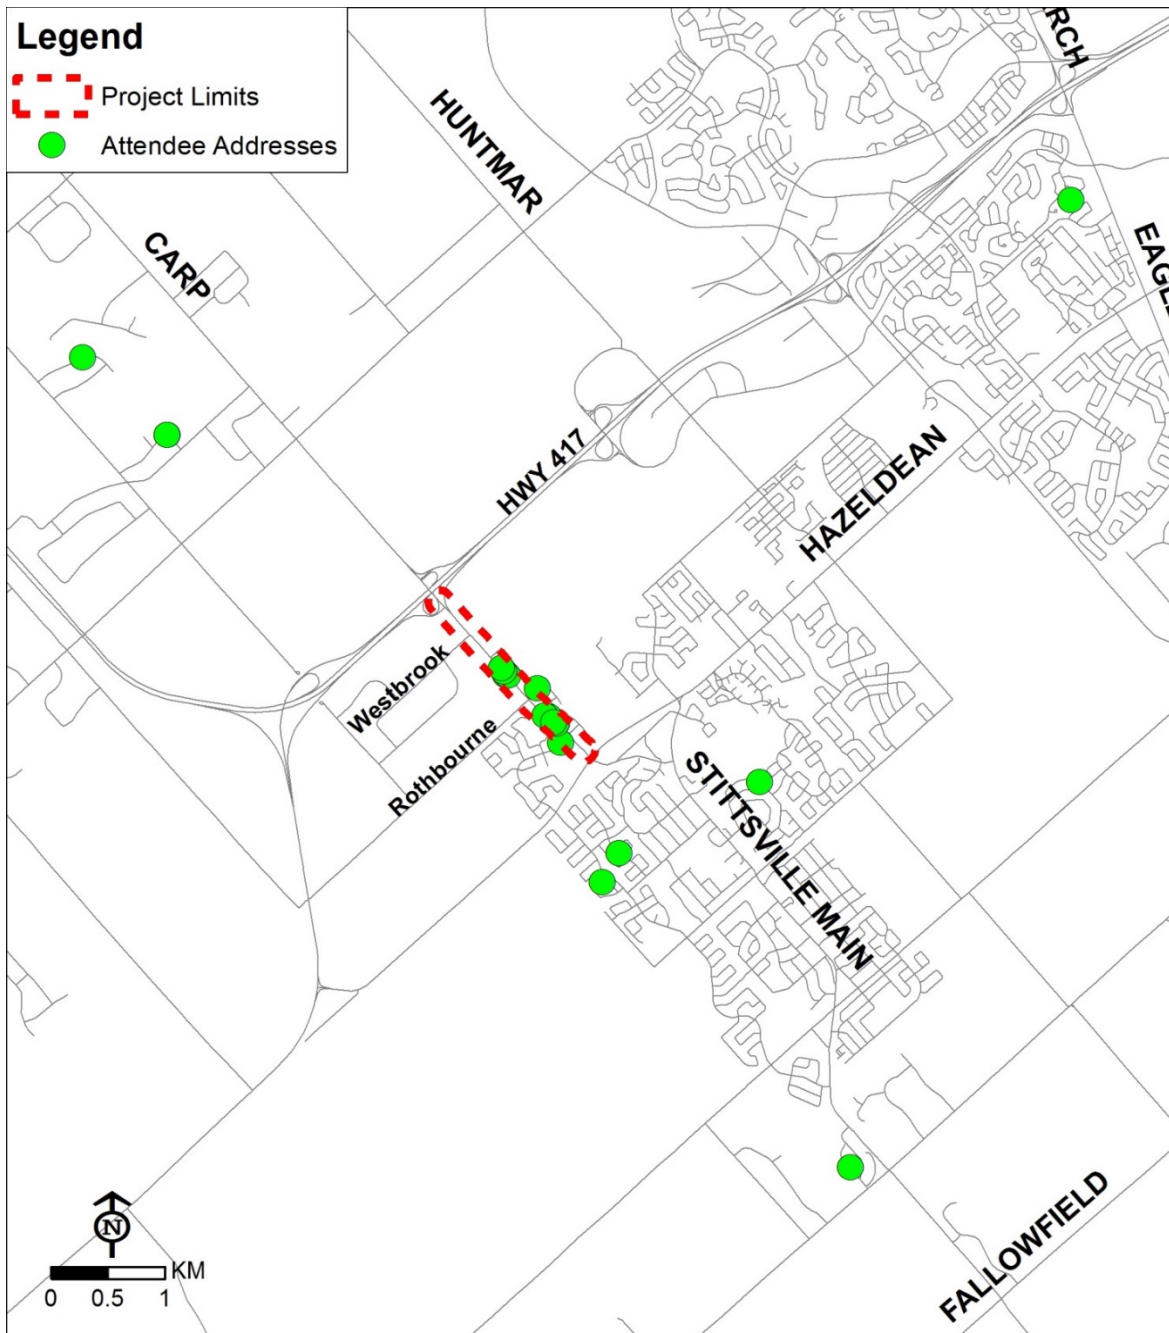 Legend
Project Limits
Attendee Addresses
HUNTMAR
CARP
HWY 417
HAZELDEAN
Westbrook
Rothbourne
STITTSVILLE MAIN
FALLOWFIELD
N
KM
0 0.5 1